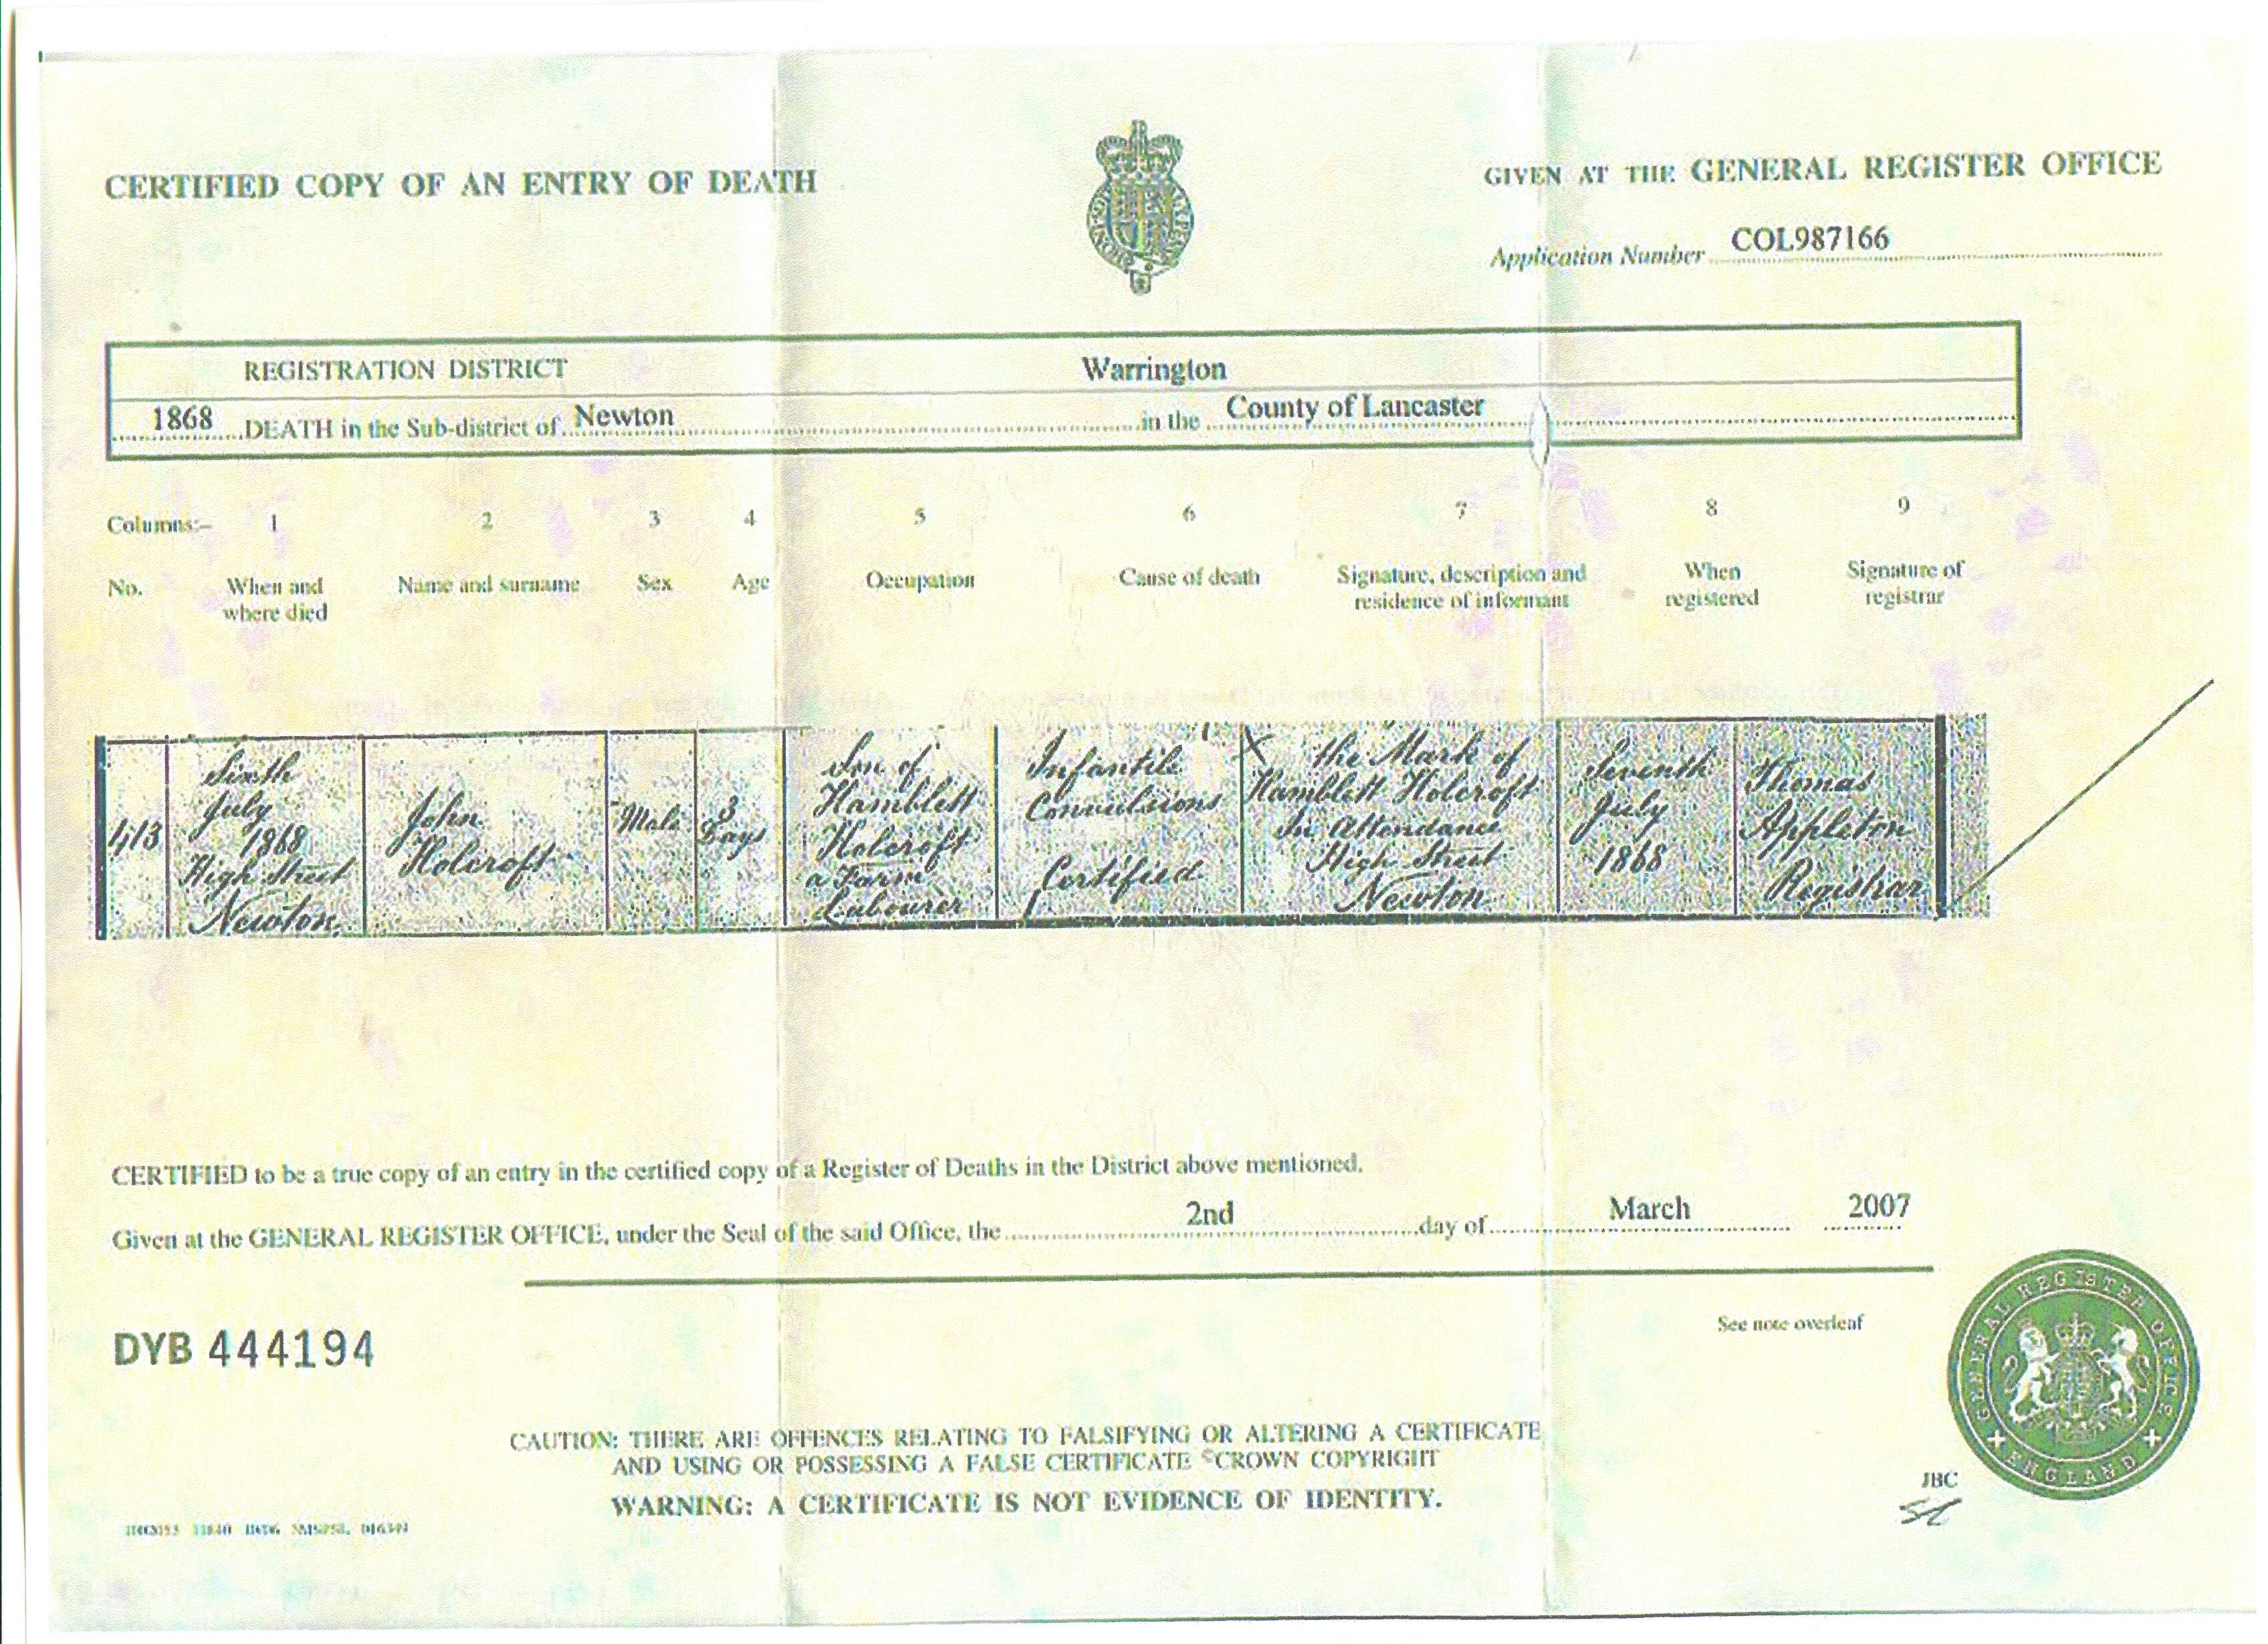 CERTIFIED COPY OF AN ENTRY OF DEATH
GIVEN AT THE GENERAL REGISTER OFFICE
Application Number COL987166
REGISTRATION DISTRICT Warrington
1868 DEATH in the Sub-district of Newton in the County of Lancaster
Columns:- 1 2 3 4 5 6 7 8 9
No.
When and
where died
Name and surname
Sex
Age
Occupation
Cause of death
Signature, description and
residence of informant
When
registered
Signature of
registrar
413
Sixth
July
1868
High Street
Newton
John
Holcroft
Male
3
Days
Son of
Hamblett
Holcroft
a Farm
Labourer
Infantile
Convulsions
Certified
X the Mark of
Hamblett Holcroft
In Attendance
High Street
Newton
Seventh
July
1868
Thomas
Appleton
Registrar
CERTIFIED to be a true copy of an entry in the certified copy of a Register of Deaths in the District above mentioned.
Given at the GENERAL REGISTER OFFICE, under the Seal of the said Office, the 2nd day of March 2007
See note overleaf
DYB 444194
GENERAL REGISTER OFFICE
ENGLAND
CAUTION: THERE ARE OFFENCES RELATING TO FALSIFYING OR ALTERING A CERTIFICATE
AND USING OR POSSESSING A FALSE CERTIFICATE ©CROWN COPYRIGHT
WARNING: A CERTIFICATE IS NOT EVIDENCE OF IDENTITY.
JBC